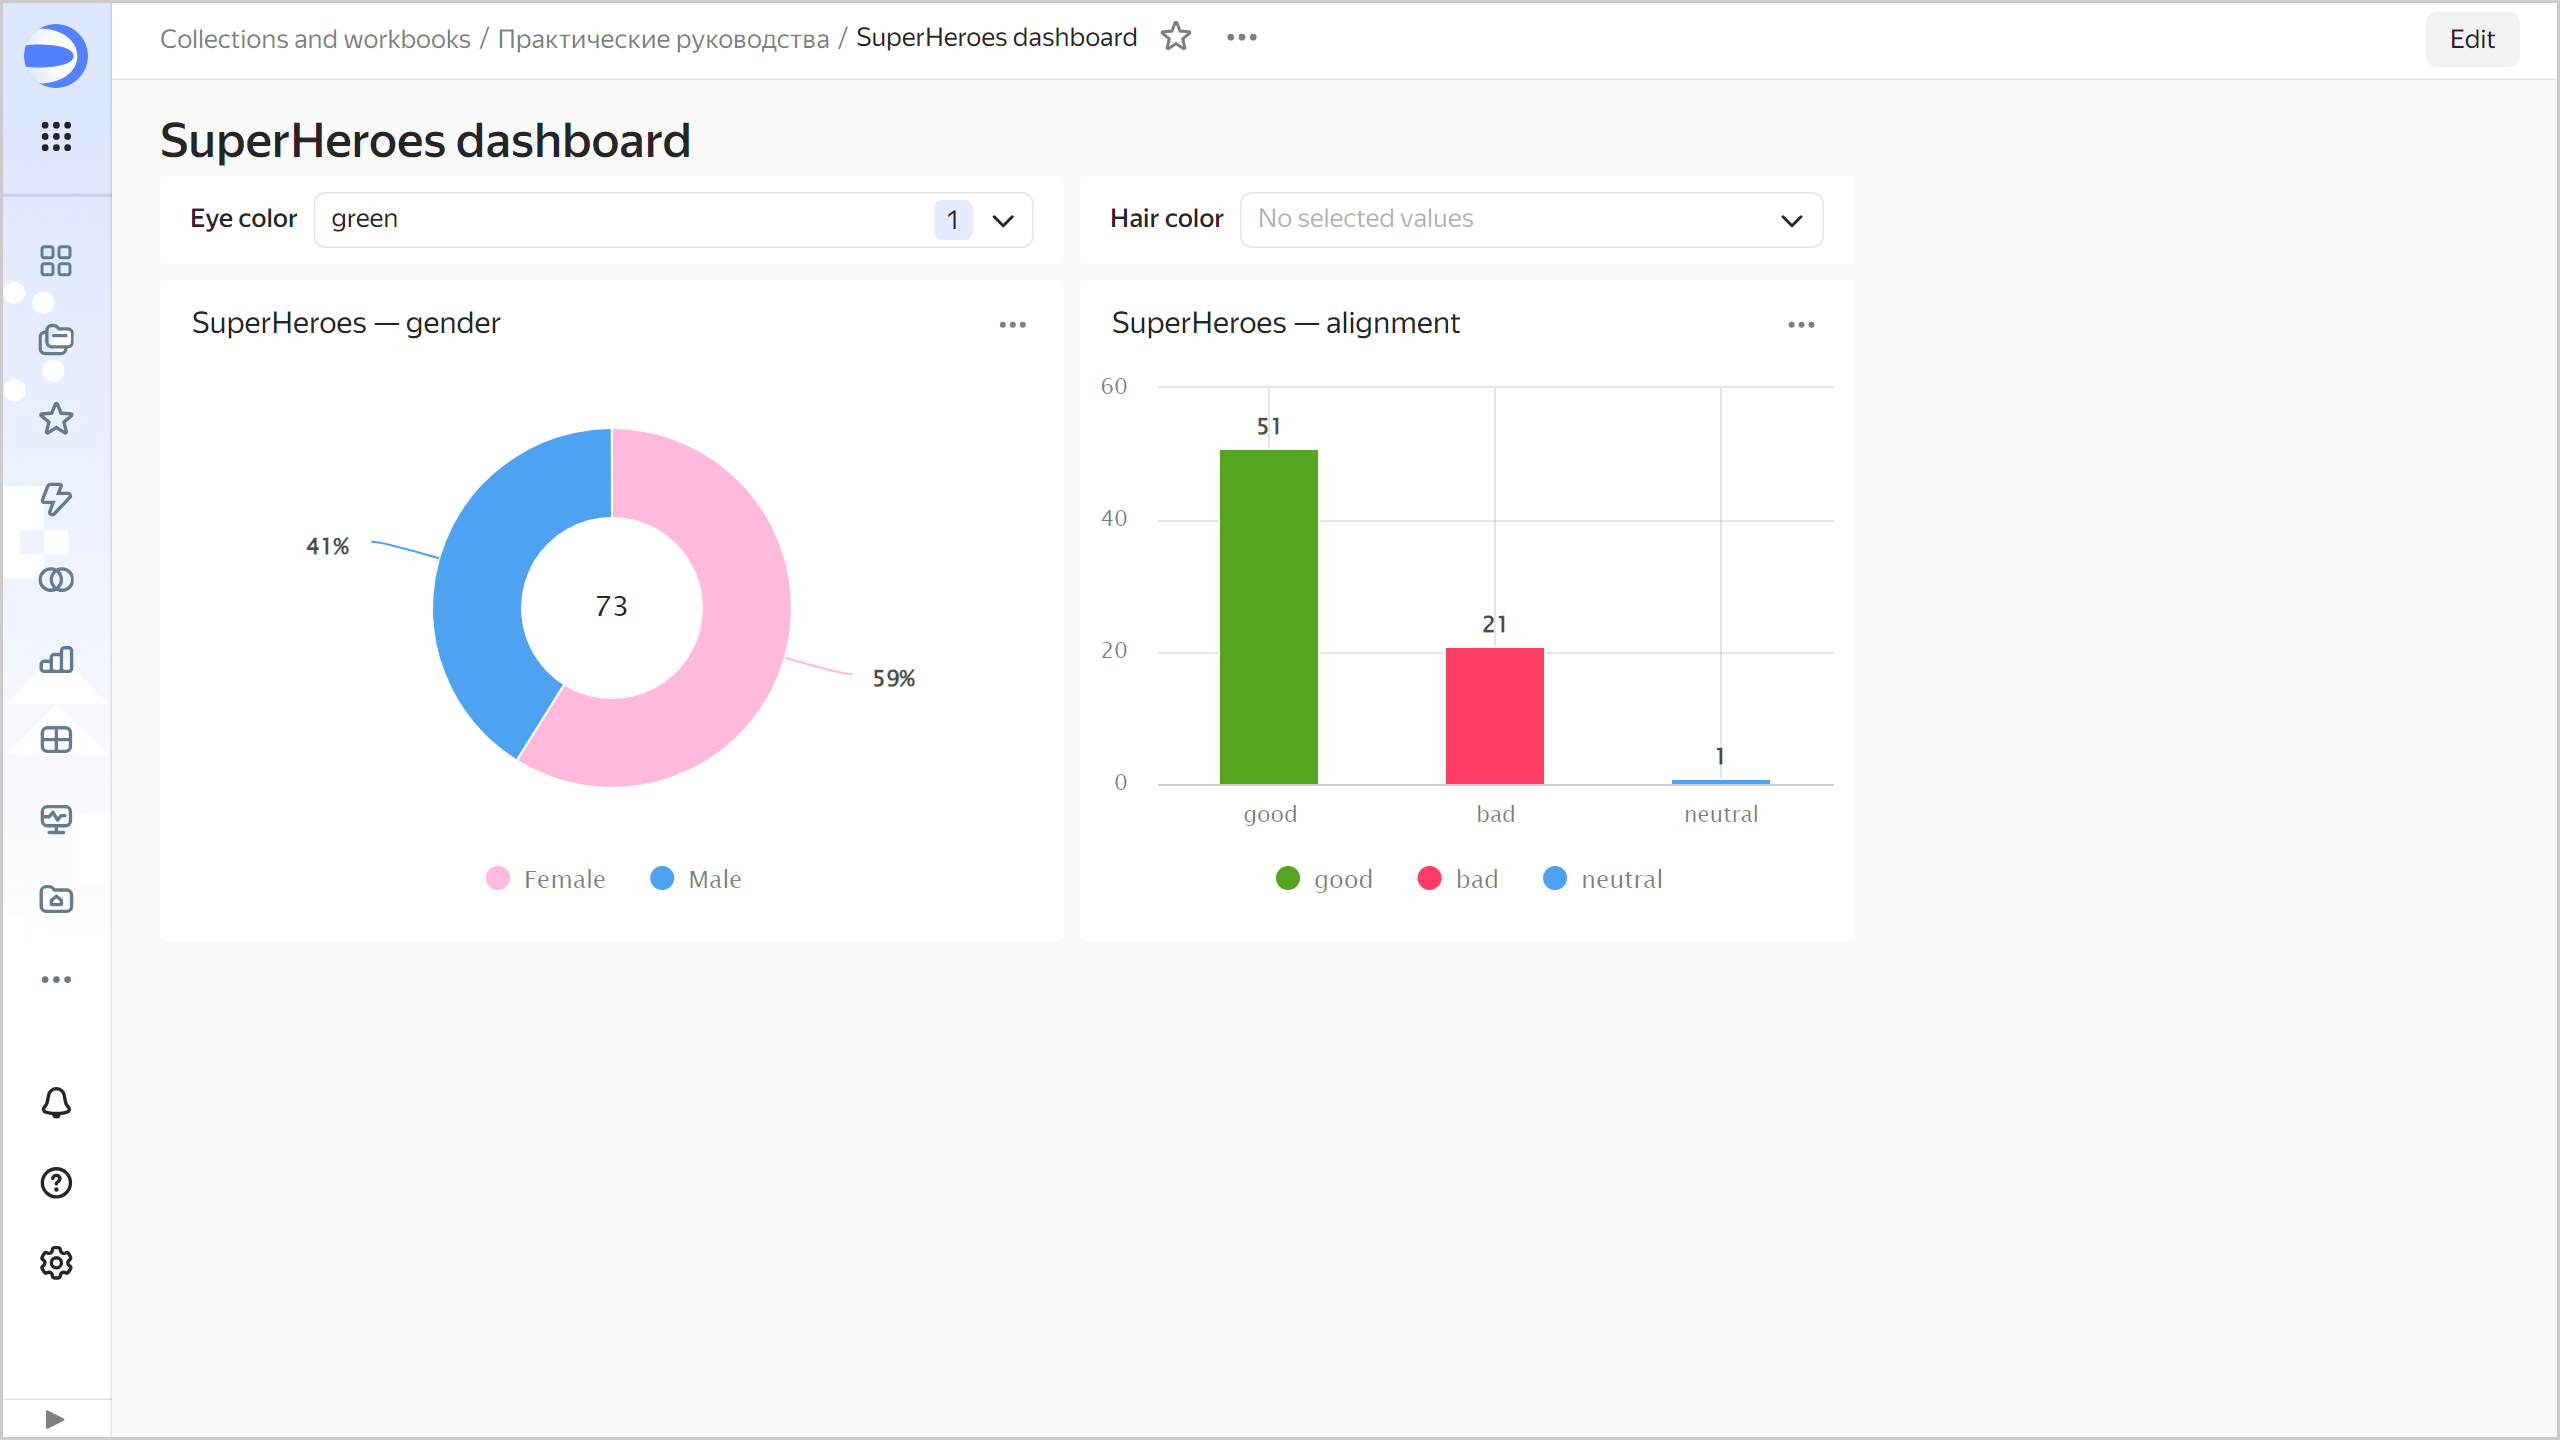 Collections and workbooks / Практические руководства / SuperHeroes dashboard
Edit
SuperHeroes dashboard
Eye color green 1
Hair color No selected values
SuperHeroes — gender
41%
73
59%
Female Male
SuperHeroes — alignment
60
51
40
21
20
1
0
good bad neutral
good bad neutral